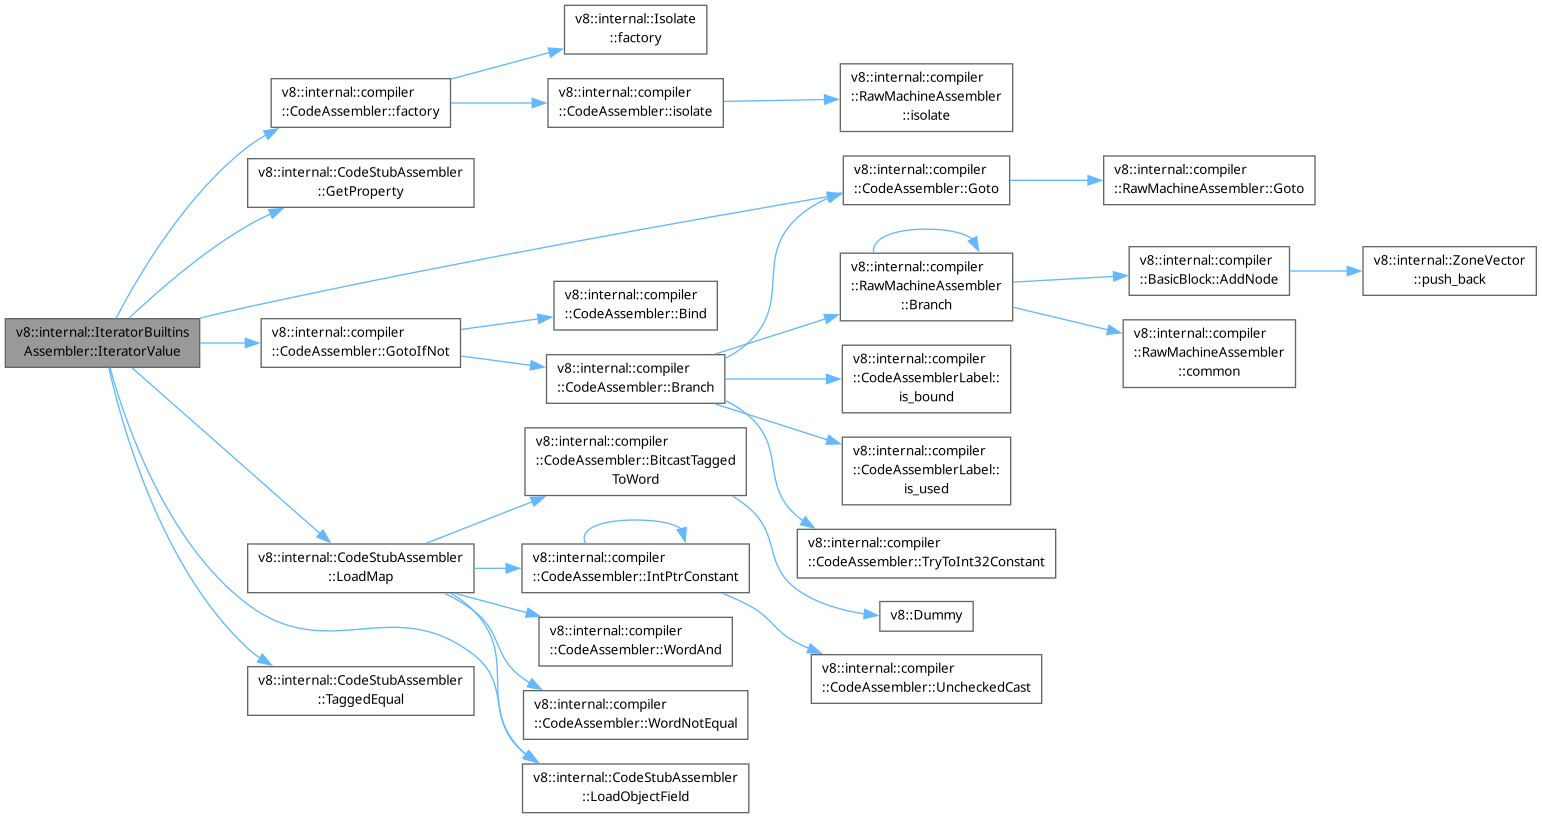 v8::internal::IteratorBuiltins
Assembler::IteratorValue
v8::internal::compiler
::CodeAssembler::factory
v8::internal::Isolate
::factory
v8::internal::compiler
::CodeAssembler::isolate
v8::internal::compiler
::RawMachineAssembler
::isolate
v8::internal::CodeStubAssembler
::GetProperty
v8::internal::compiler
::CodeAssembler::Goto
v8::internal::compiler
::RawMachineAssembler::Goto
v8::internal::compiler
::CodeAssembler::GotoIfNot
v8::internal::compiler
::CodeAssembler::Bind
v8::internal::compiler
::CodeAssembler::Branch
v8::internal::compiler
::RawMachineAssembler
::Branch
v8::internal::compiler
::BasicBlock::AddNode
v8::internal::ZoneVector
::push_back
v8::internal::compiler
::RawMachineAssembler
::common
v8::internal::compiler
::CodeAssemblerLabel::
is_bound
v8::internal::compiler
::CodeAssemblerLabel::
is_used
v8::internal::compiler
::CodeAssembler::TryToInt32Constant
v8::internal::CodeStubAssembler
::LoadMap
v8::internal::compiler
::CodeAssembler::BitcastTagged
ToWord
v8::Dummy
v8::internal::compiler
::CodeAssembler::IntPtrConstant
v8::internal::compiler
::CodeAssembler::UncheckedCast
v8::internal::compiler
::CodeAssembler::WordAnd
v8::internal::compiler
::CodeAssembler::WordNotEqual
v8::internal::CodeStubAssembler
::LoadObjectField
v8::internal::CodeStubAssembler
::TaggedEqual